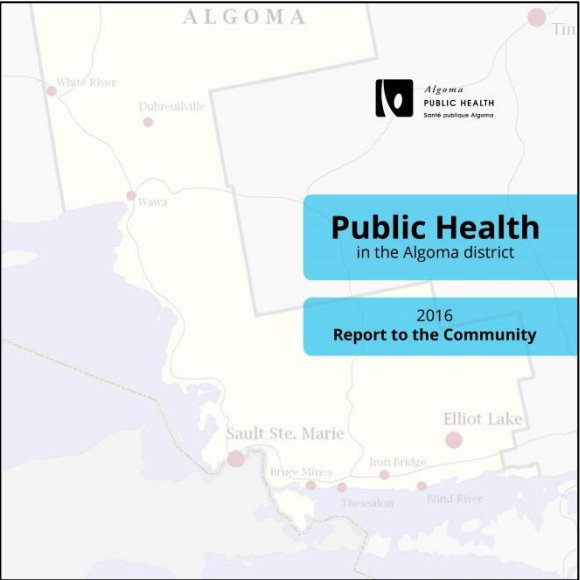 ALGOMA
Tim
White River
Dubreuilville
Algoma
PUBLIC HEALTH
Santé publique Algoma
Wawa
Public Health
in the Algoma district
2016
Report to the Community
Elliot Lake
Sault Ste. Marie
Iron Bridge
Bruce Mines
Thessalon
Blind River